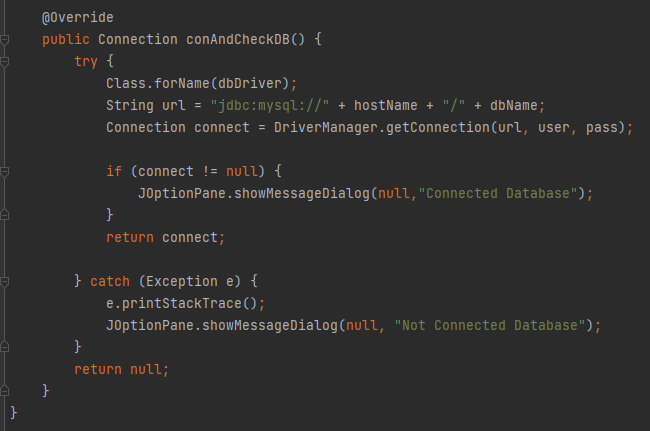 @Override
public Connection conAndCheckDB() {
try {
Class.forName(dbDriver);
String url = "jdbc:mysql://" + hostName + "/" + dbName;
Connection connect = DriverManager.getConnection(url, user, pass);
if (connect != null) {
JOptionPane.showMessageDialog(null,"Connected Database");
}
return connect;
} catch (Exception e) {
e.printStackTrace();
JOptionPane.showMessageDialog(null, "Not Connected Database");
}
return null;
}
}